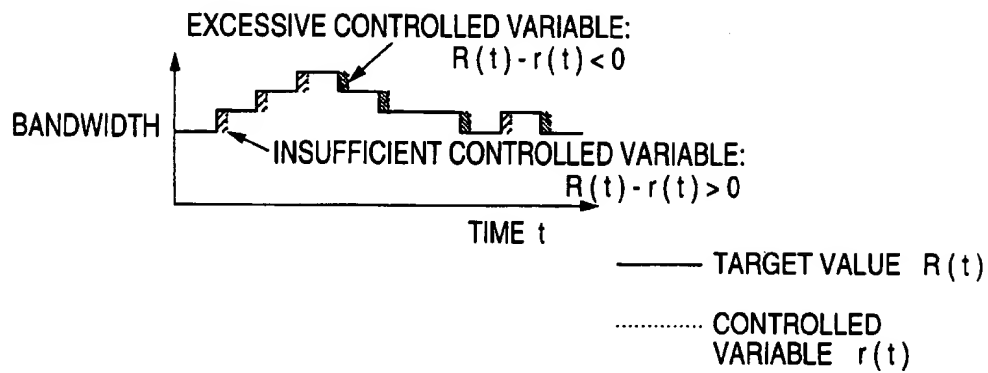 EXCESSIVE CONTROLLED VARIABLE:
R(t)-r(t)<0
BANDWIDTH
INSUFFICIENT CONTROLLED VARIABLE:
R(t)-r(t)>0
TIME t
TARGET VALUE R(t)
CONTROLLED
VARIABLE r(t)